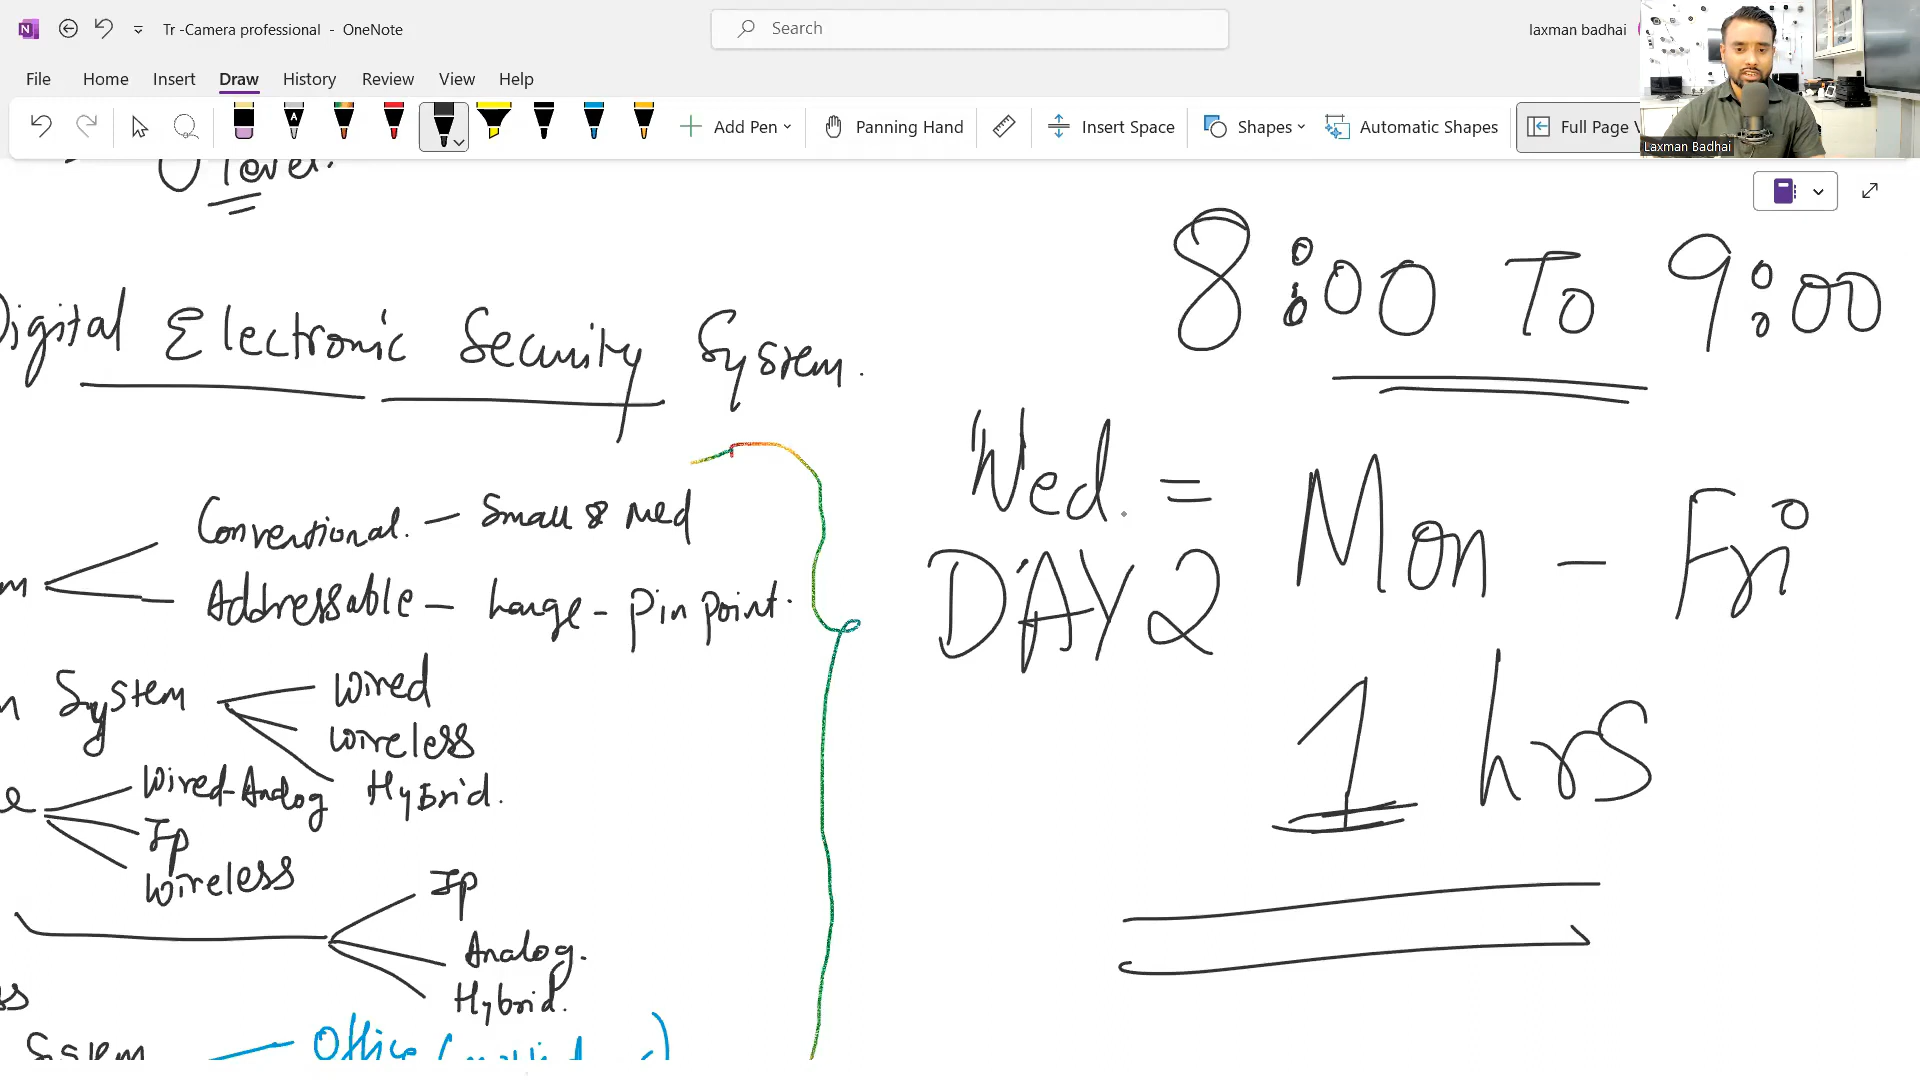 Tr -Camera professional - OneNote
Search
laxman badhai
File Home Insert Draw History Review View Help
Add Pen Panning Hand Insert Space Shapes Automatic Shapes Full Page V
Laxman Badhai
level.
8:00 To 9:00
Digital Electronic Security System.
Wed. = Mon - Fri
DAY 2
1 hrs
Conventional. - Small & Med
Addressable - Large - Pin point.
System
Wired
Wireless
Hybrid.
Wired-Analog
Ip
Wireless
Ip
Analog.
Hybrid.
Office